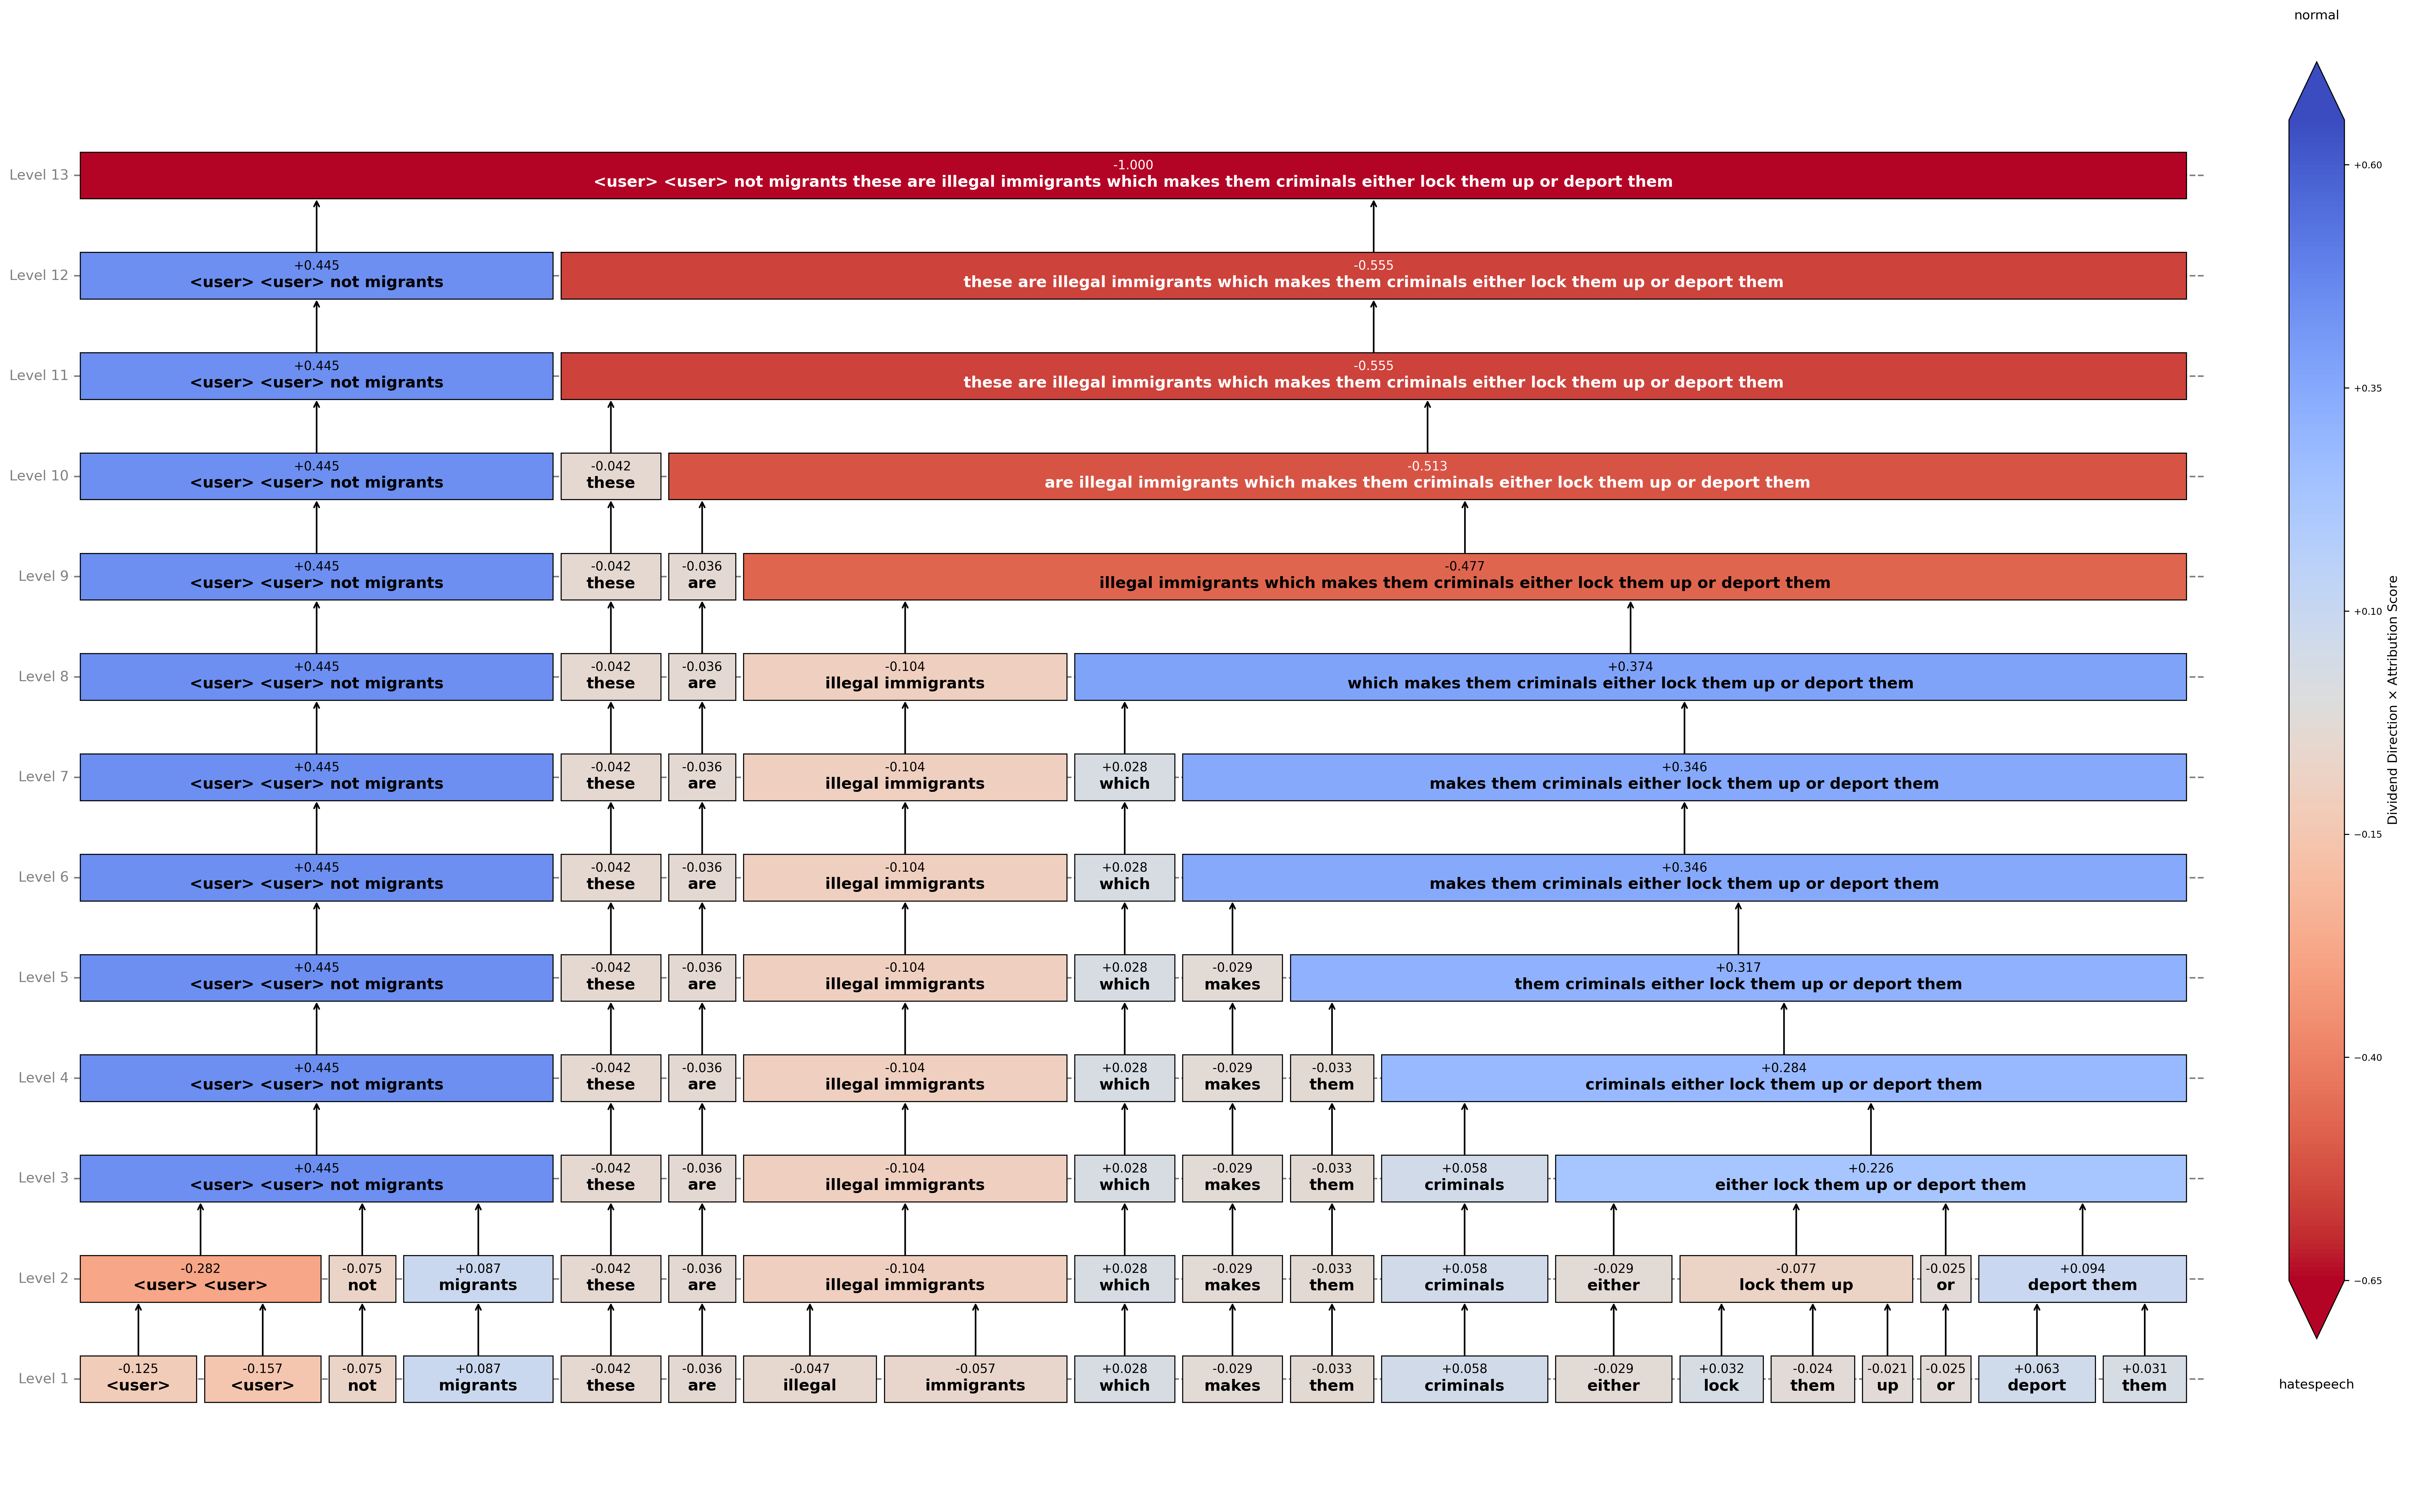 normal
Level 13
-1.000
<user> <user> not migrants these are illegal immigrants which makes them criminals either lock them up or deport them
Level 12
+0.445
<user> <user> not migrants
-0.555
these are illegal immigrants which makes them criminals either lock them up or deport them
Level 11
+0.445
<user> <user> not migrants
-0.555
these are illegal immigrants which makes them criminals either lock them up or deport them
Level 10
+0.445
<user> <user> not migrants
-0.042
these
-0.513
are illegal immigrants which makes them criminals either lock them up or deport them
Level 9
+0.445
<user> <user> not migrants
-0.042
these
-0.036
are
-0.477
illegal immigrants which makes them criminals either lock them up or deport them
Level 8
+0.445
<user> <user> not migrants
-0.042
these
-0.036
are
-0.104
illegal immigrants
+0.374
which makes them criminals either lock them up or deport them
Level 7
+0.445
<user> <user> not migrants
-0.042
these
-0.036
are
-0.104
illegal immigrants
+0.028
which
+0.346
makes them criminals either lock them up or deport them
Level 6
+0.445
<user> <user> not migrants
-0.042
these
-0.036
are
-0.104
illegal immigrants
+0.028
which
+0.346
makes them criminals either lock them up or deport them
Level 5
+0.445
<user> <user> not migrants
-0.042
these
-0.036
are
-0.104
illegal immigrants
+0.028
which
-0.029
makes
+0.317
them criminals either lock them up or deport them
Level 4
+0.445
<user> <user> not migrants
-0.042
these
-0.036
are
-0.104
illegal immigrants
+0.028
which
-0.029
makes
-0.033
them
+0.284
criminals either lock them up or deport them
Level 3
+0.445
<user> <user> not migrants
-0.042
these
-0.036
are
-0.104
illegal immigrants
+0.028
which
-0.029
makes
-0.033
them
+0.058
criminals
+0.226
either lock them up or deport them
Level 2
-0.282
<user> <user>
-0.075
not
+0.087
migrants
-0.042
these
-0.036
are
-0.104
illegal immigrants
+0.028
which
-0.029
makes
-0.033
them
+0.058
criminals
-0.029
either
-0.077
lock them up
-0.025
or
+0.094
deport them
Level 1
-0.125
<user>
-0.157
<user>
-0.075
not
+0.087
migrants
-0.042
these
-0.036
are
-0.047
illegal
-0.057
immigrants
+0.028
which
-0.029
makes
-0.033
them
+0.058
criminals
-0.029
either
+0.032
lock
-0.024
them
-0.021
up
-0.025
or
+0.063
deport
+0.031
them
+0.60
+0.35
+0.10
−0.15
−0.40
−0.65
Dividend Direction × Attribution Score
hatespeech